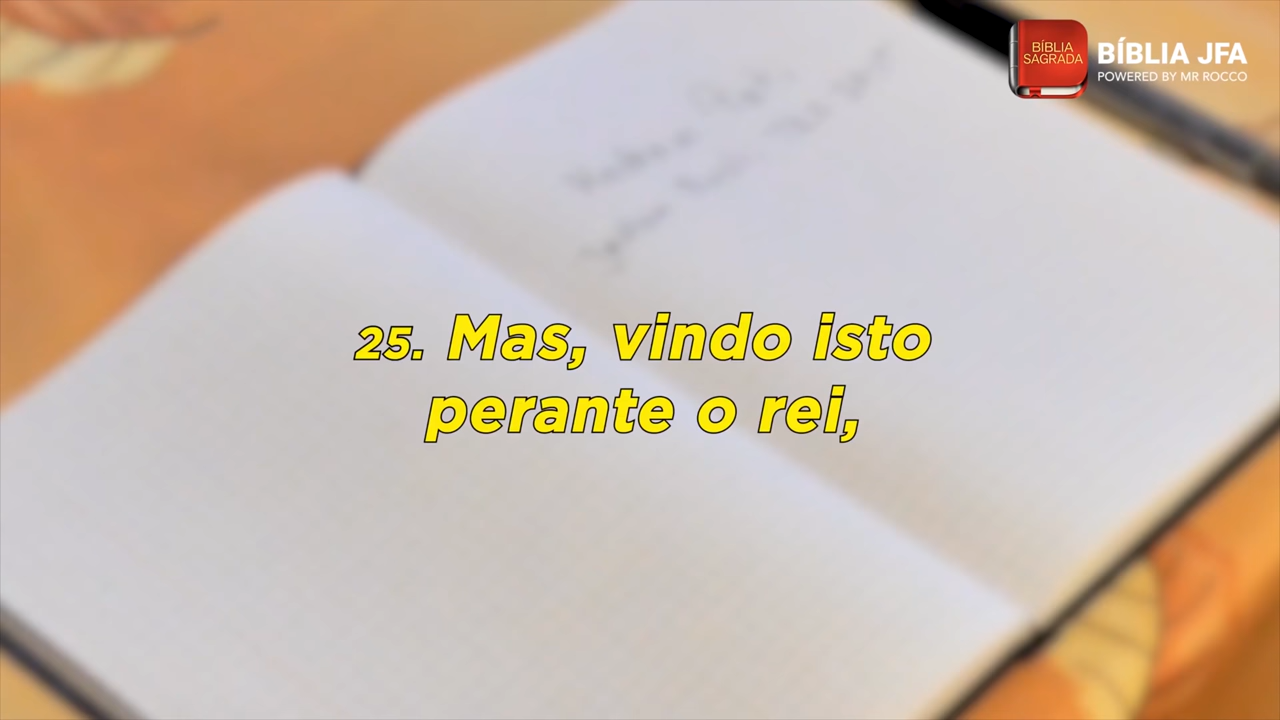 BÍBLIA
SAGRADA
BÍBLIA JFA
POWERED BY MR ROCCO
25. Mas, vindo isto
perante o rei,